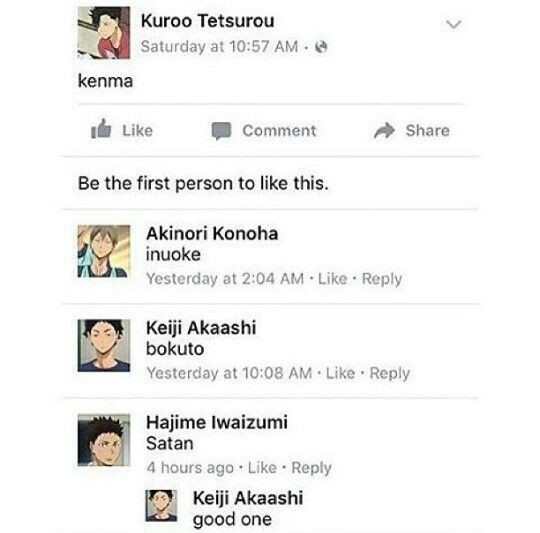 Kuroo Tetsurou
Saturday at 10:57 AM ·
kenma
Like Comment Share
Be the first person to like this.
Akinori Konoha
inuoke
Yesterday at 2:04 AM · Like · Reply
Keiji Akaashi
bokuto
Yesterday at 10:08 AM · Like · Reply
Hajime Iwaizumi
Satan
4 hours ago · Like · Reply
Keiji Akaashi
good one